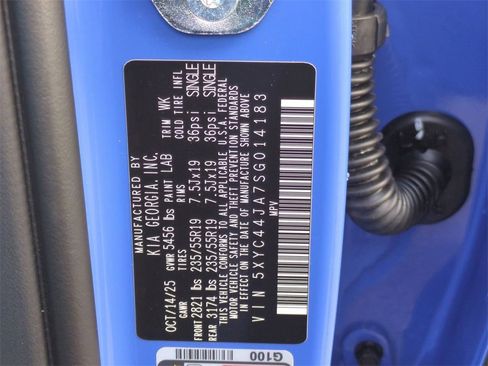 MANUFACTURED BY
KIA GEORGIA, INC.
OCT/14/25 GVWR 5456 lbs PAINT LAB TRIM WK
GAWR TIRES RIMS COLD TIRE INFL
FRONT 2821 lbs 235/55R19 7.5Jx19 36psi SINGLE
REAR 3174 lbs 235/55R19 7.5Jx19 36psi SINGLE
THIS VEHICLE CONFORMS TO ALL APPLICABLE U.S.A. FEDERAL
MOTOR VEHICLE SAFETY AND THEFT PREVENTION STANDARDS
IN EFFECT ON THE DATE OF MANUFACTURE SHOWN ABOVE.
VIN 5XYC44JA7SG014183
MPV
G100